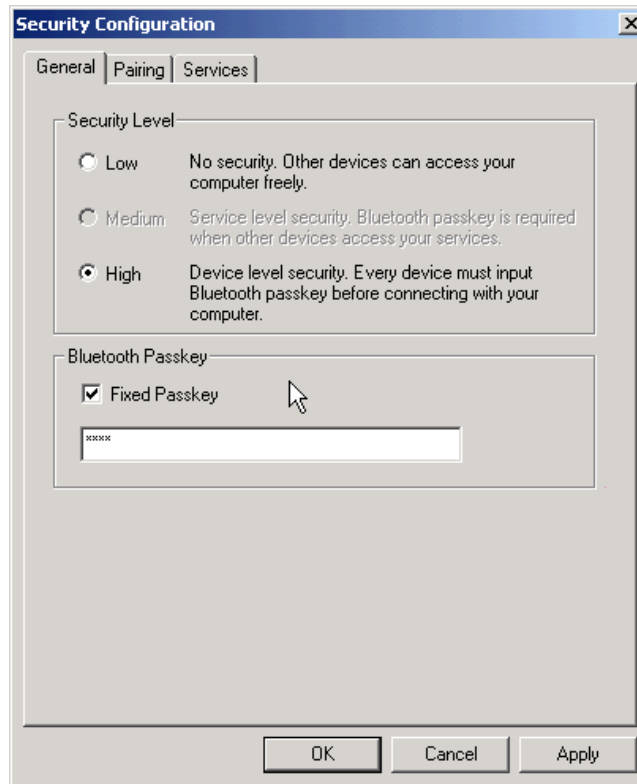 Security Configuration
General Pairing Services
Security Level
Low No security. Other devices can access your
computer freely.
Medium Service level security. Bluetooth passkey is required
when other devices access your services.
High Device level security. Every device must input
Bluetooth passkey before connecting with your
computer.
Bluetooth Passkey
Fixed Passkey
****
OK Cancel Apply